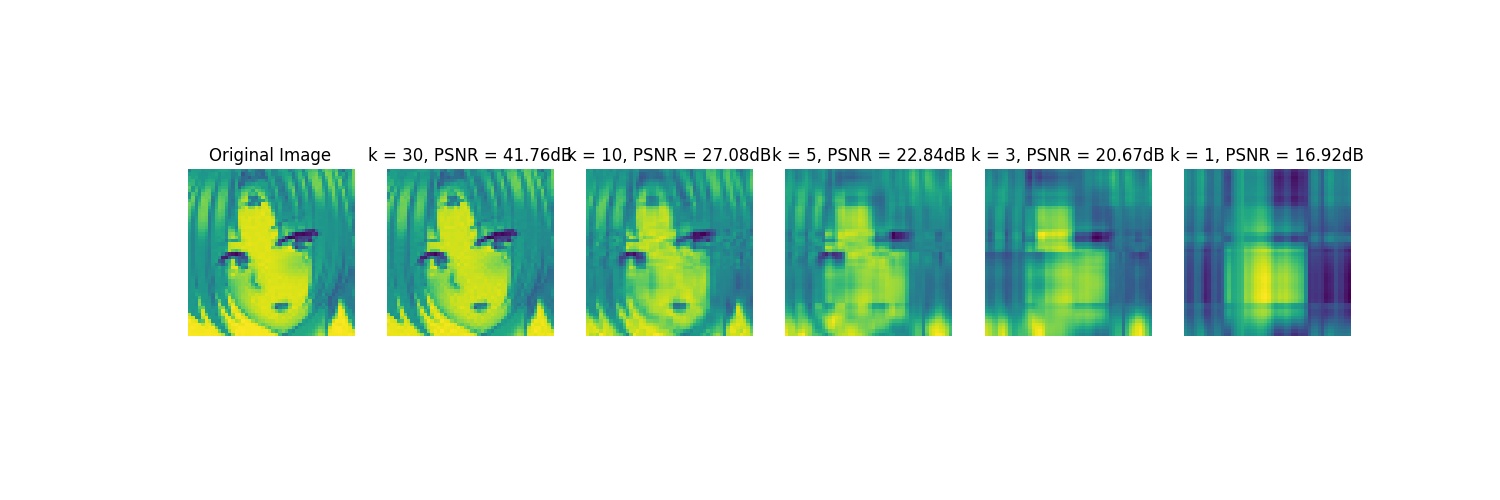 Original Image
k = 30, PSNR = 41.76dB
k = 10, PSNR = 27.08dB
k = 5, PSNR = 22.84dB
k = 3, PSNR = 20.67dB
k = 1, PSNR = 16.92dB